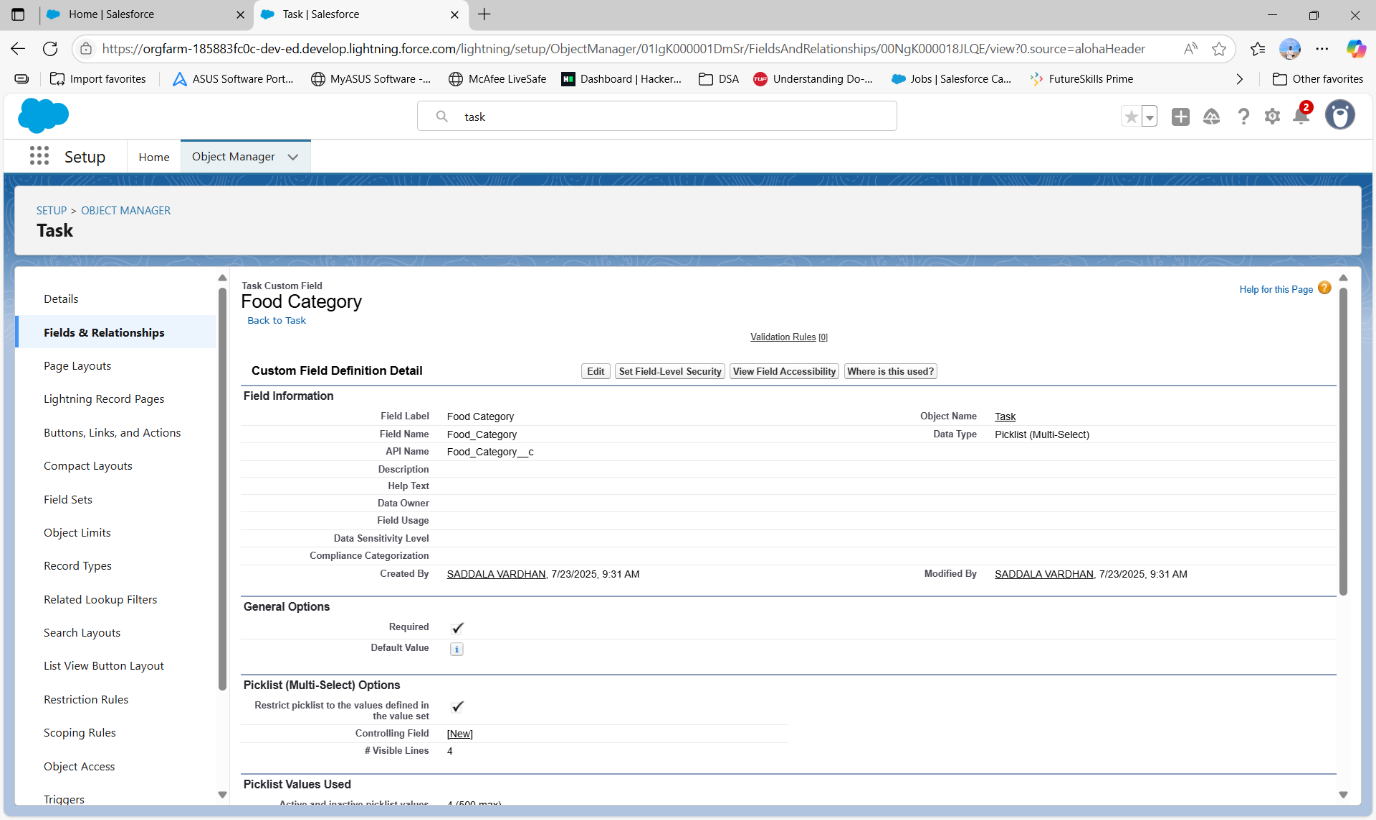 Home | Salesforce
Task | Salesforce
https://orgfarm-185883fc0c-dev-ed.develop.lightning.force.com/lightning/setup/ObjectManager/01IgK000001DmSr/FieldsAndRelationships/00NgK000018JLQE/view?0.source=alohaHeader
Import favorites
ASUS Software Port...
MyASUS Software -...
McAfee LiveSafe
Dashboard | Hacker...
DSA
Understanding Do-...
Jobs | Salesforce Ca...
FutureSkills Prime
Other favorites
task
2
Setup
Home
Object Manager
SETUP > OBJECT MANAGER
Task
Details
Fields & Relationships
Page Layouts
Lightning Record Pages
Buttons, Links, and Actions
Compact Layouts
Field Sets
Object Limits
Record Types
Related Lookup Filters
Search Layouts
List View Button Layout
Restriction Rules
Scoping Rules
Object Access
Triggers
Task Custom Field
Food Category
Back to Task
Help for this Page
Validation Rules [0]
Custom Field Definition Detail
Edit
Set Field-Level Security
View Field Accessibility
Where is this used?
Field Information
Field Label Food Category Object Name Task
Field Name Food_Category Data Type Picklist (Multi-Select)
API Name Food_Category__c
Description
Help Text
Data Owner
Field Usage
Data Sensitivity Level
Compliance Categorization
Created By SADDALA VARDHAN, 7/23/2025, 9:31 AM Modified By SADDALA VARDHAN, 7/23/2025, 9:31 AM
General Options
Required
Default Value
Picklist (Multi-Select) Options
Restrict picklist to the values defined in
the value set
Controlling Field [New]
# Visible Lines 4
Picklist Values Used
Active and inactive picklist values 4 (500 max)